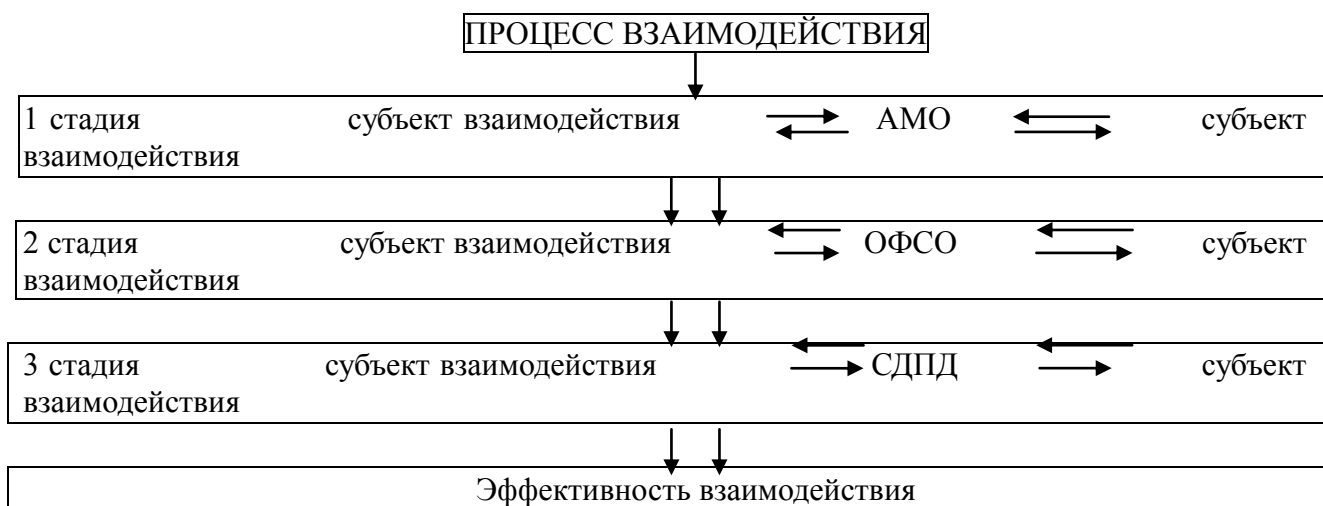 ПРОЦЕСС ВЗАИМОДЕЙСТВИЯ
1 стадия субъект взаимодействия АМО субъект
взаимодействия
2 стадия субъект взаимодействия ОФСО субъект
взаимодействия
3 стадия субъект взаимодействия СДПД субъект
взаимодействия
Эффективность взаимодействия